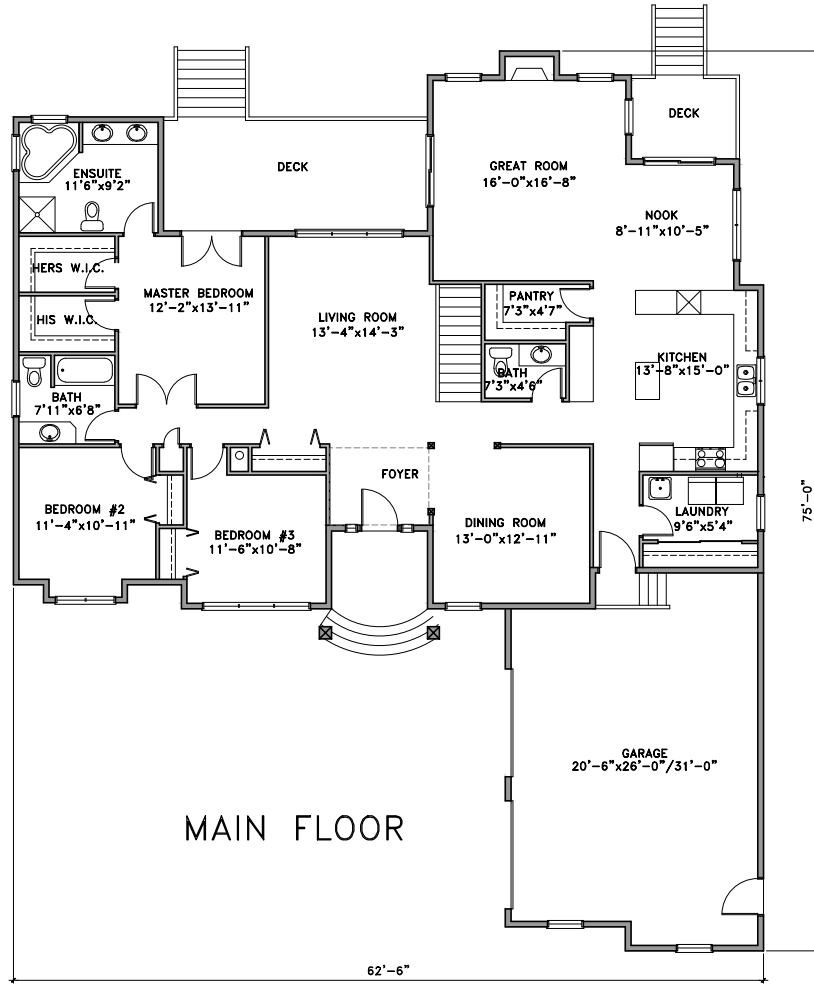 DECK
GREAT ROOM
16'-0"x16'-8"
DECK
ENSUITE
11'6"x9'2"
NOOK
8'-11"x10'-5"
HERS W.I.C.
MASTER BEDROOM
12'-2"x13'-11"
HIS W.I.C.
LIVING ROOM
13'-4"x14'-3"
PANTRY
7'3"x4'7"
KITCHEN
13'-8"x15'-0"
BATH
7'3"x4'6"
BATH
7'11"x6'8"
FOYER
BEDROOM #2
11'-4"x10'-11"
BEDROOM #3
11'-6"x10'-8"
DINING ROOM
13'-0"x12'-11"
LAUNDRY
9'6"x5'4"
75'-0"
GARAGE
20'-6"x26'-0"/31'-0"
MAIN FLOOR
62'-6"